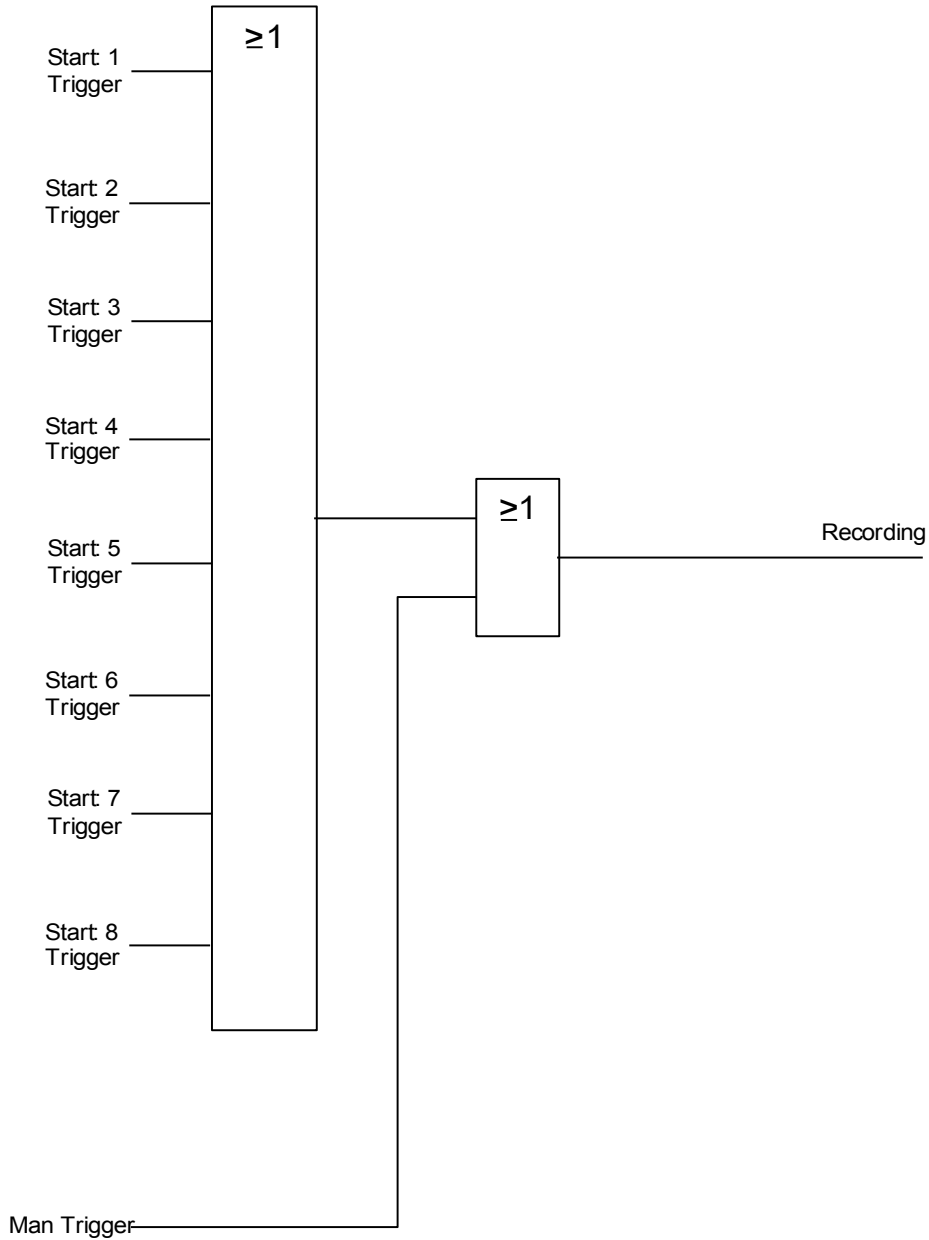 ≥1
Start: 1
Trigger
Start: 2
Trigger
Start: 3
Trigger
Start: 4
Trigger
≥1
Start: 5
Trigger
Recording
Start: 6
Trigger
Start: 7
Trigger
Start: 8
Trigger
Man Trigger